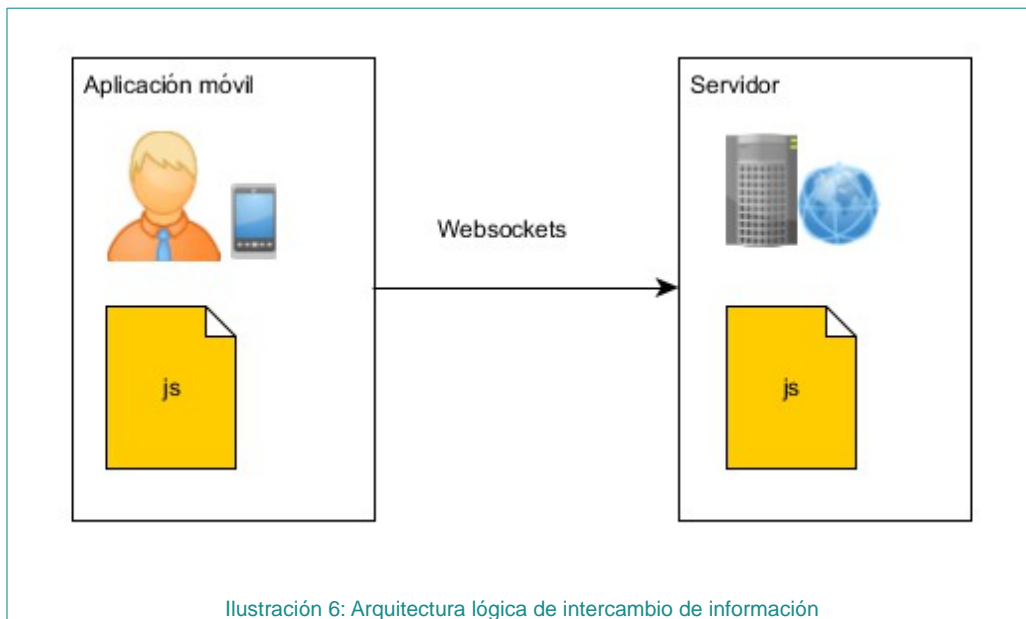 Aplicación móvil
Servidor
Websockets
js
js
Ilustración 6: Arquitectura lógica de intercambio de información